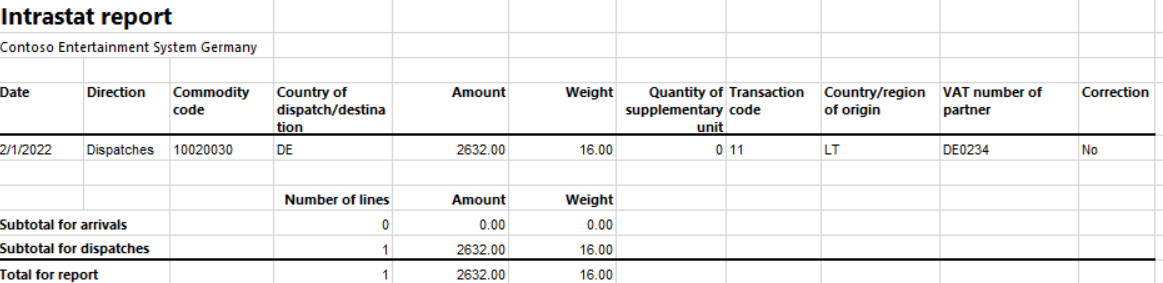 Intrastat report
Contoso Entertainment System Germany
Date Direction Commodity code Country of dispatch/destina tion Amount Weight Quantity of supplementary unit Transaction code Country/region of origin VAT number of partner Correction
2/1/2022 Dispatches 10020030 DE 2632.00 16.00 0 11 LT DE0234 No
Number of lines Amount Weight
Subtotal for arrivals 0 0.00 0.00
Subtotal for dispatches 1 2632.00 16.00
Total for report 1 2632.00 16.00